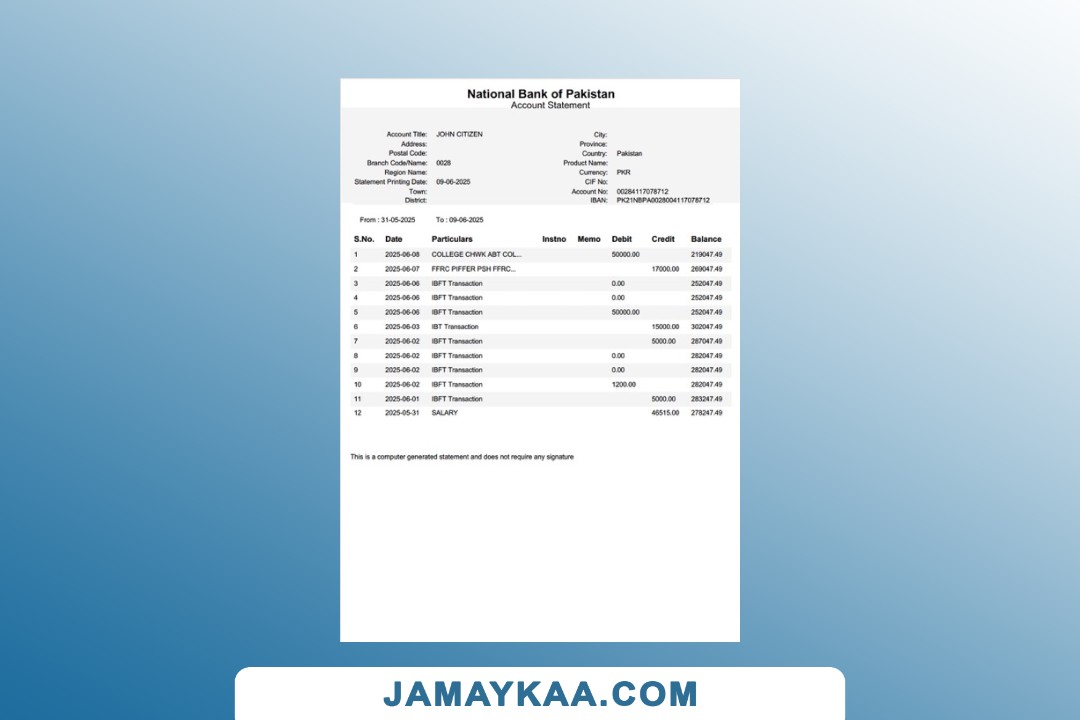 National Bank of Pakistan
Account Statement
Account Title: JOHN CITIZEN City:
Address: Province:
Postal Code: Country: Pakistan
Branch Code/Name: 0028 Product Name:
Region Name: Currency: PKR
Statement Printing Date: 09-06-2025 CIF No:
Town: Account No: 00284117078712
District: IBAN: PK21NBPA0028004117078712
From : 31-05-2025 To : 09-06-2025
S.No. Date Particulars Instno Memo Debit Credit Balance
1 2025-06-08 COLLEGE CHWK ABT COL... 50000.00 219047.49
2 2025-06-07 FFRC PIFFER PSH FFRC... 17000.00 269047.49
3 2025-06-06 IBFT Transaction 0.00 252047.49
4 2025-06-06 IBFT Transaction 0.00 252047.49
5 2025-06-06 IBFT Transaction 50000.00 252047.49
6 2025-06-03 IBT Transaction 15000.00 302047.49
7 2025-06-02 IBFT Transaction 5000.00 287047.49
8 2025-06-02 IBFT Transaction 0.00 282047.49
9 2025-06-02 IBFT Transaction 0.00 282047.49
10 2025-06-02 IBFT Transaction 1200.00 282047.49
11 2025-06-01 IBFT Transaction 5000.00 283247.49
12 2025-05-31 SALARY 46515.00 278247.49
This is a computer generated statement and does not require any signature
JAMAYKAA.COM